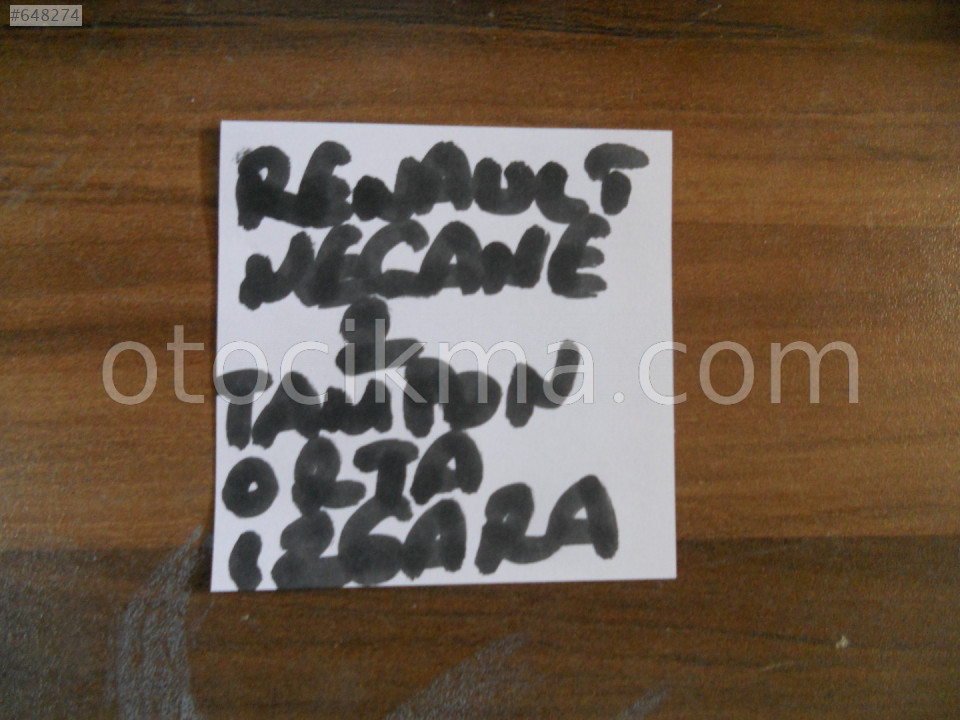 #648274
RENAULT
MEGANE
2
TAMPON
ORTA
IZGARA
otocikma.com